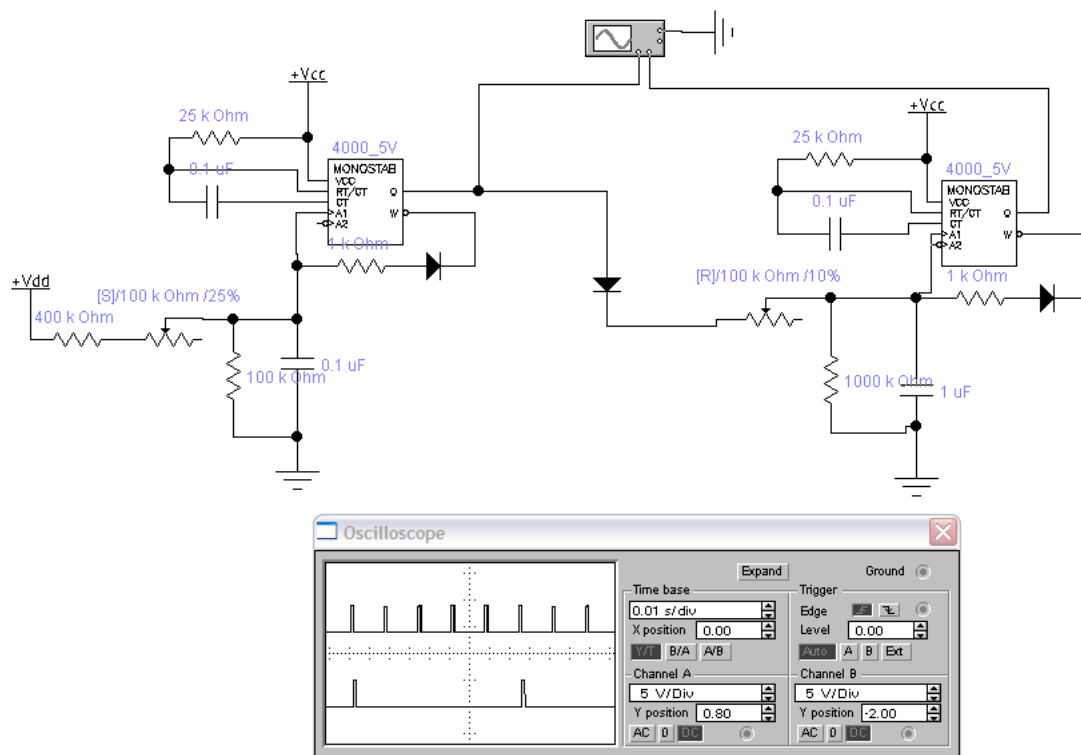 +Vcc
25 k Ohm
4000_5V
0.1 uF
MONOSTAB
VCC
RT/CT
CT
A1
A2
Q
W
1 k Ohm
+Vdd
[S]/100 k Ohm /25%
400 k Ohm
100 k Ohm
0.1 uF
+Vcc
25 k Ohm
4000_5V
0.1 uF
MONOSTAB
VCC
RT/CT
CT
A1
A2
Q
W
[R]/100 k Ohm /10%
1 k Ohm
1000 k Ohm
1 uF
Oscilloscope
Expand
Ground
Time base
0.01 s/div
X position 0.00
Y/T B/A A/B
Trigger
Edge
Level 0.00
Auto A B Ext
Channel A
5 V/Div
Y position 0.80
AC 0 DC
Channel B
5 V/Div
Y position -2.00
AC 0 DC